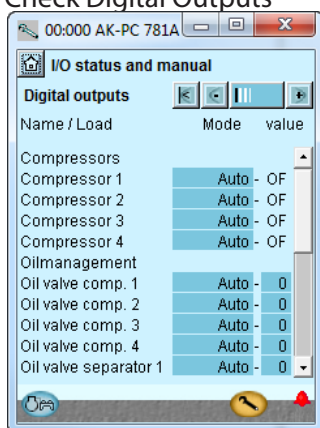 Check Digital Outputs
00:000 AK-PC 781A
I/O status and manual
Digital outputs
Name / Load Mode value
Compressors
Compressor 1 Auto - OF
Compressor 2 Auto - OF
Compressor 3 Auto - OF
Compressor 4 Auto - OF
Oilmanagement
Oil valve comp. 1 Auto - 0
Oil valve comp. 2 Auto - 0
Oil valve comp. 3 Auto - 0
Oil valve comp. 4 Auto - 0
Oil valve separator 1 Auto - 0